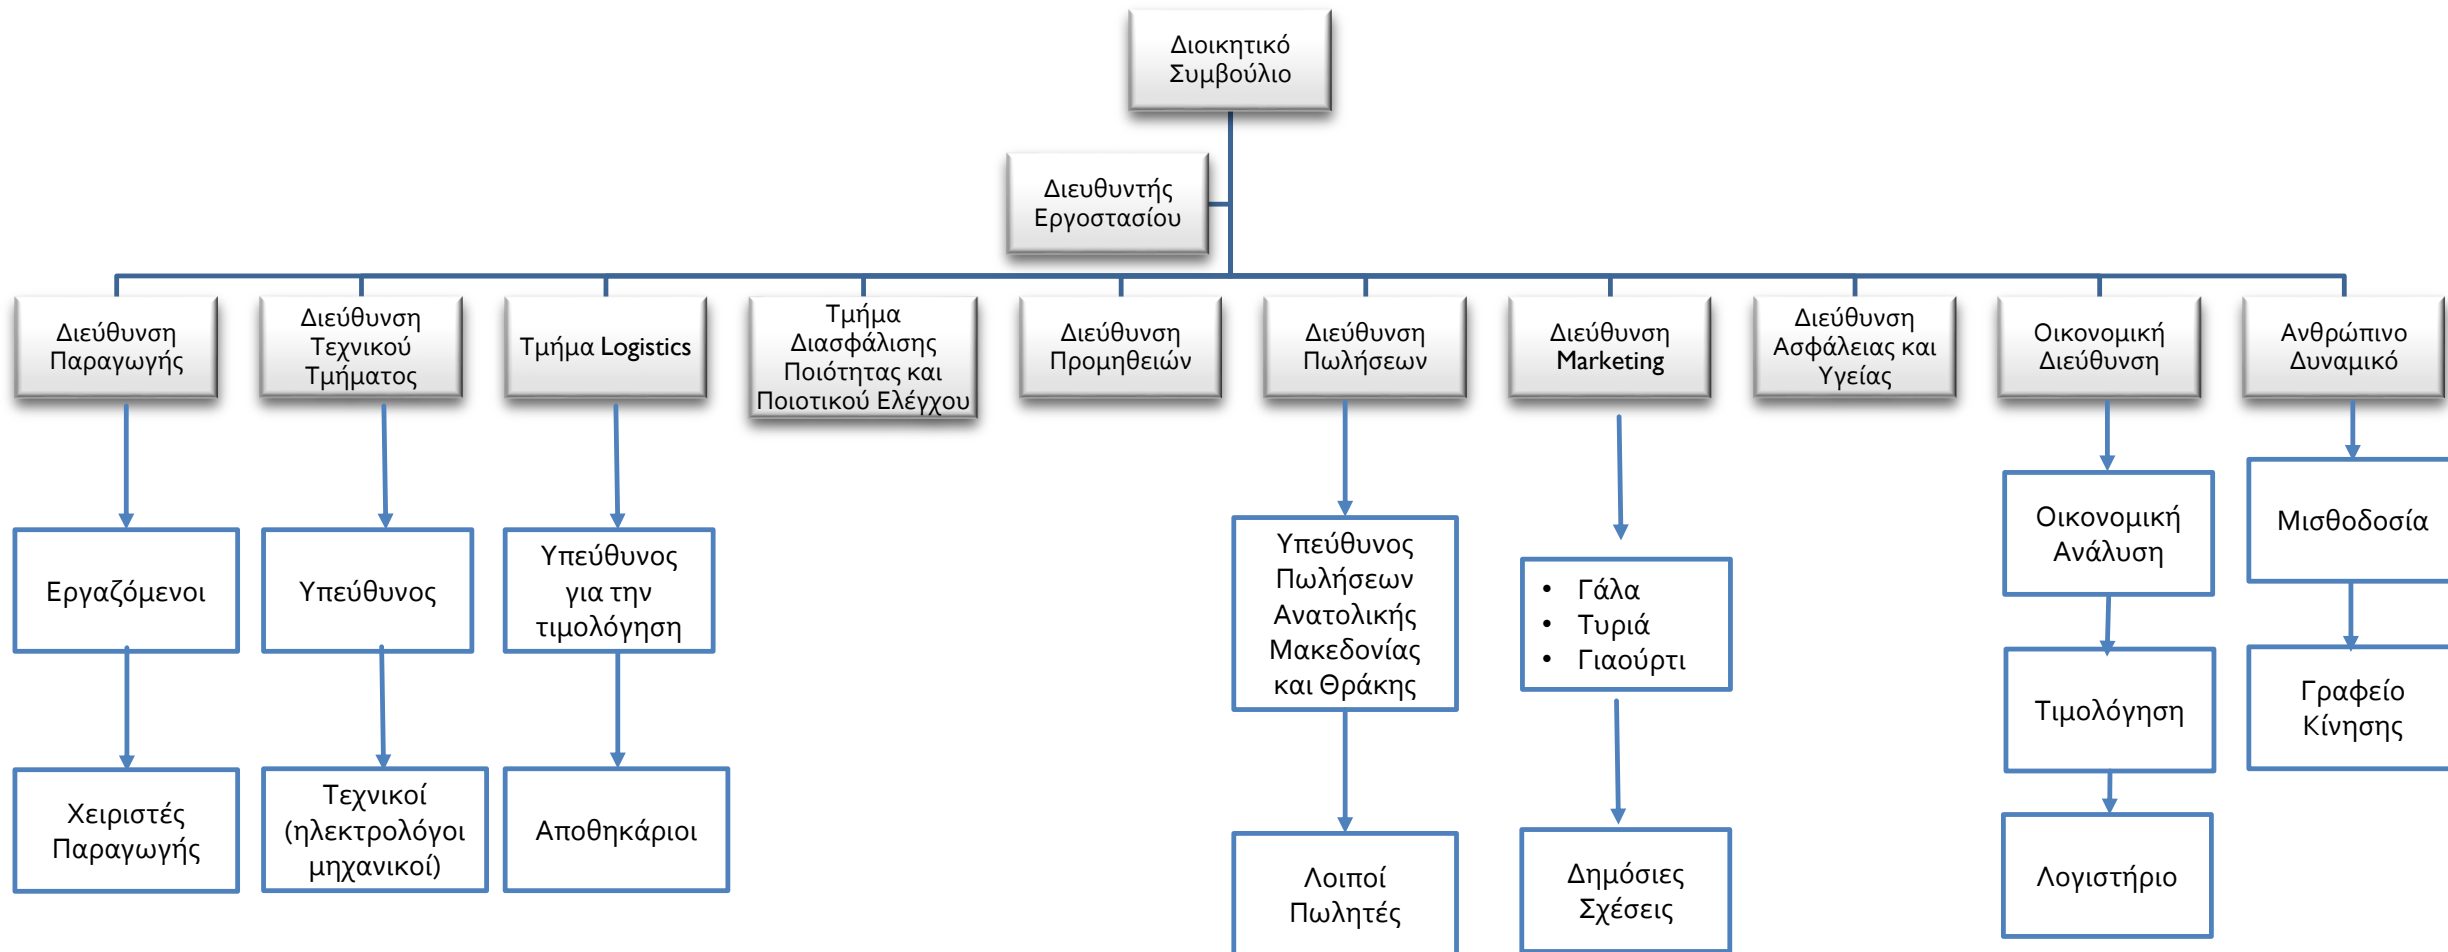 Διοικητικό
Συμβούλιο
Διευθυντής
Εργοστασίου
Διεύθυνση
Παραγωγής
Διεύθυνση
Τεχνικού
Τμήματος
Τμήμα Logistics
Τμήμα
Διασφάλισης
Ποιότητας και
Ποιοτικού Ελέγχου
Διεύθυνση
Προμηθειών
Διεύθυνση
Πωλήσεων
Διεύθυνση
Marketing
Διεύθυνση
Ασφάλειας και
Υγείας
Οικονομική
Διεύθυνση
Ανθρώπινο
Δυναμικό
Εργαζόμενοι
Υπεύθυνος
Υπεύθυνος
για την
τιμολόγηση
Υπεύθυνος
Πωλήσεων
Ανατολικής
Μακεδονίας
και Θράκης
• Γάλα
• Τυριά
• Γιαούρτι
Οικονομική
Ανάλυση
Μισθοδοσία
Τιμολόγηση
Γραφείο
Κίνησης
Χειριστές
Παραγωγής
Τεχνικοί
(ηλεκτρολόγοι
μηχανικοί)
Αποθηκάριοι
Λοιποί
Πωλητές
Δημόσιες
Σχέσεις
Λογιστήριο